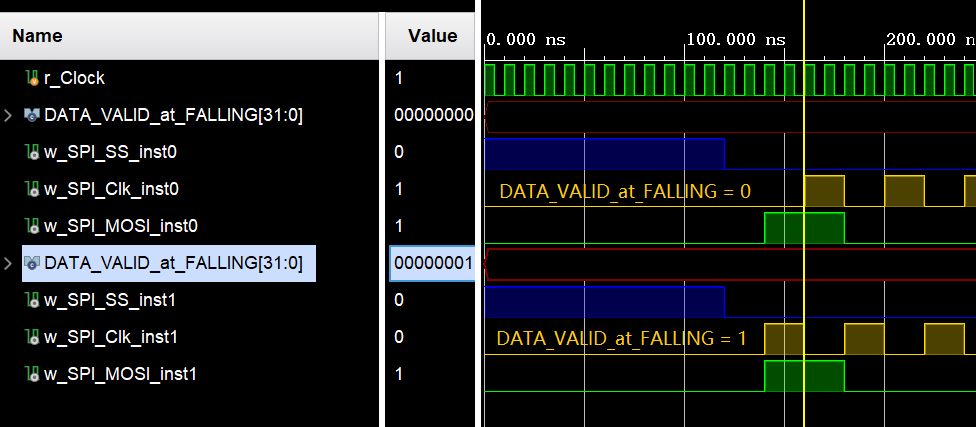 Name Value
0.000 ns 100.000 ns 200.000 n
r_Clock 1
DATA_VALID_at_FALLING[31:0] 00000000
w_SPI_SS_inst0 0
w_SPI_Clk_inst0 1 DATA_VALID_at_FALLING = 0
w_SPI_MOSI_inst0 1
DATA_VALID_at_FALLING[31:0] 00000001
w_SPI_SS_inst1 0
w_SPI_Clk_inst1 0 DATA_VALID_at_FALLING = 1
w_SPI_MOSI_inst1 1